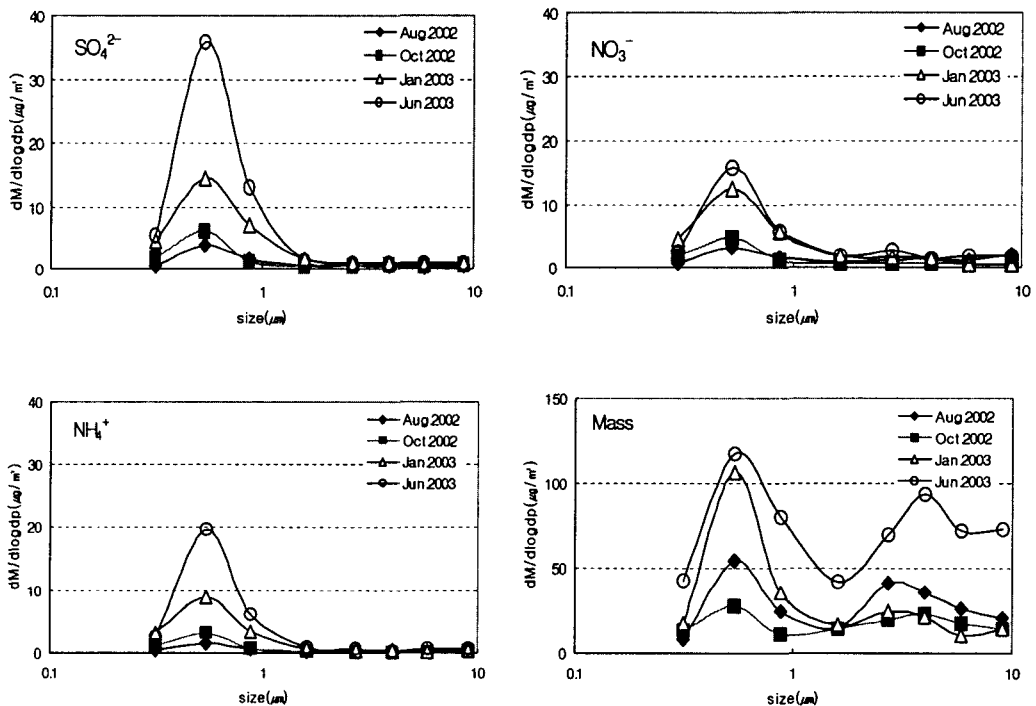 SO₄²⁻
dM/dlogdp(μg/m³)
40
30
20
10
0
0.1
1
10
size(μm)
Aug 2002
Oct 2002
Jan 2003
Jun 2003
NO₃⁻
dM/dlogdp(μg/m³)
40
30
20
10
0
0.1
1
10
size(μm)
Aug 2002
Oct 2002
Jan 2003
Jun 2003
NH₄⁺
dM/dlogdp(μg/m³)
40
30
20
10
0
0.1
1
10
size(μm)
Aug 2002
Oct 2002
Jan 2003
Jun 2003
Mass
dM/dlogdp(μg/m³)
150
100
50
0
0.1
1
10
size(μm)
Aug 2002
Oct 2002
Jan 2003
Jun 2003